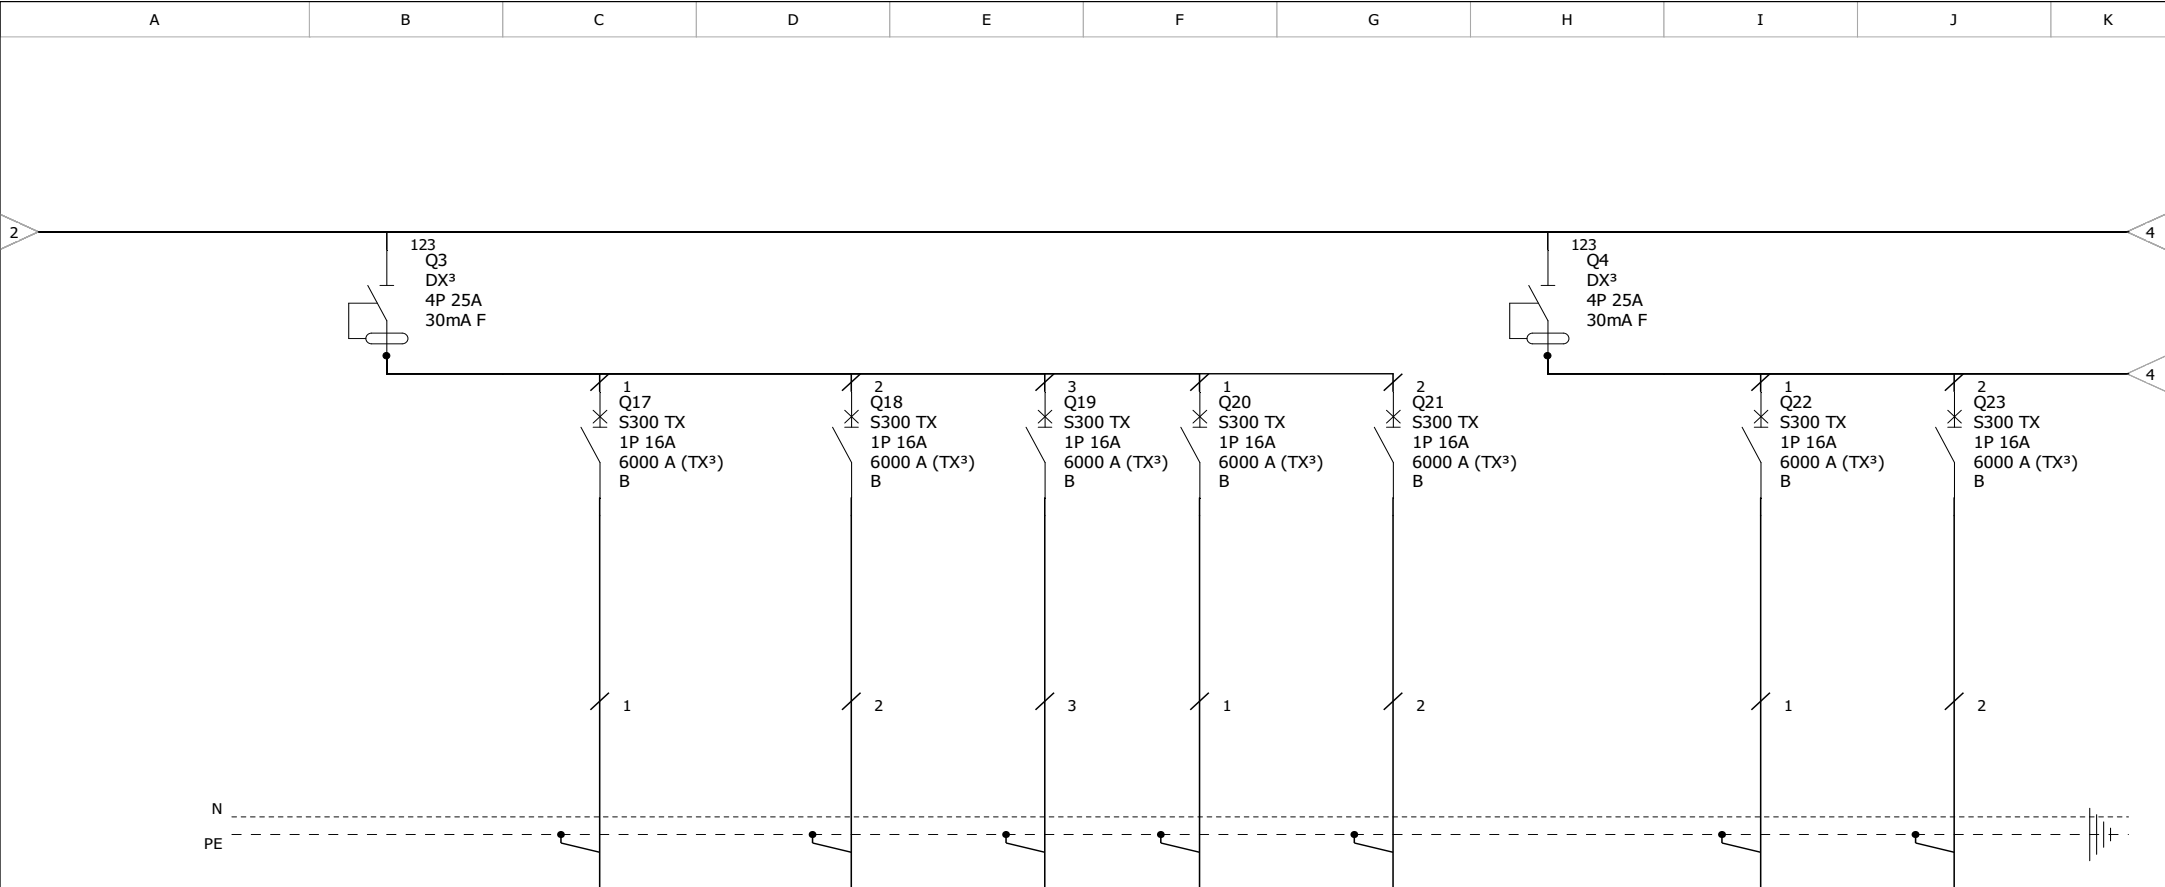 A B C D E F G H I J K
2
4
123
Q3
DX³
4P 25A
30mA F
123
Q4
DX³
4P 25A
30mA F
4
1
Q17
S300 TX
1P 16A
6000 A (TX³)
B
2
Q18
S300 TX
1P 16A
6000 A (TX³)
B
3
Q19
S300 TX
1P 16A
6000 A (TX³)
B
1
Q20
S300 TX
1P 16A
6000 A (TX³)
B
2
Q21
S300 TX
1P 16A
6000 A (TX³)
B
1
Q22
S300 TX
1P 16A
6000 A (TX³)
B
2
Q23
S300 TX
1P 16A
6000 A (TX³)
B
1 2 3 1 2 1 2
N
PE